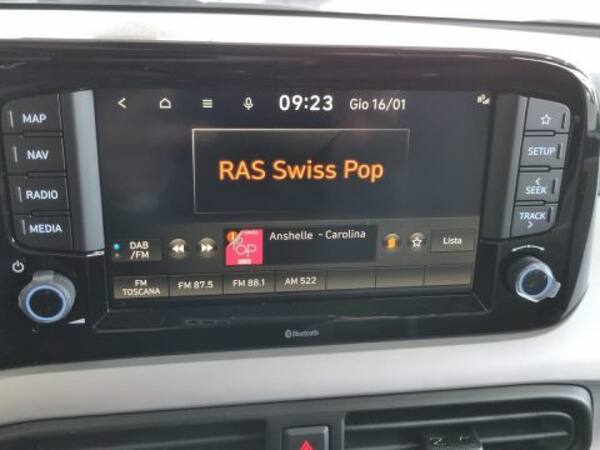 09:23 Gio 16/01
MAP
NAV
RADIO
MEDIA
RAS Swiss Pop
SETUP
< SEEK
TRACK >
DAB
/FM
POP
Anshelle - Carolina
Lista
FM
TOSCANA
FM 87.5
FM 88.1
AM 522
Bluetooth